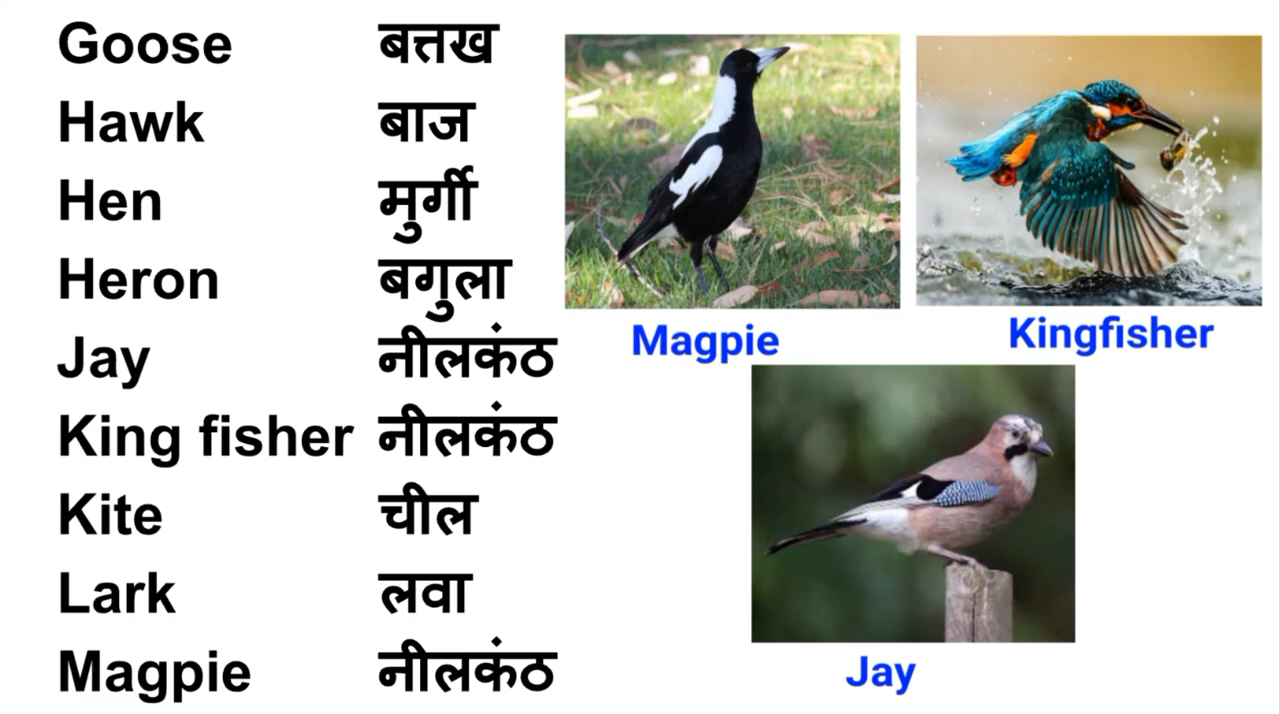 Goose बत्तख
Hawk बाज
Hen मुर्गी
Heron बगुला
Jay नीलकंठ
King fisher नीलकंठ
Kite चील
Lark लवा
Magpie नीलकंठ
Magpie
Kingfisher
Jay